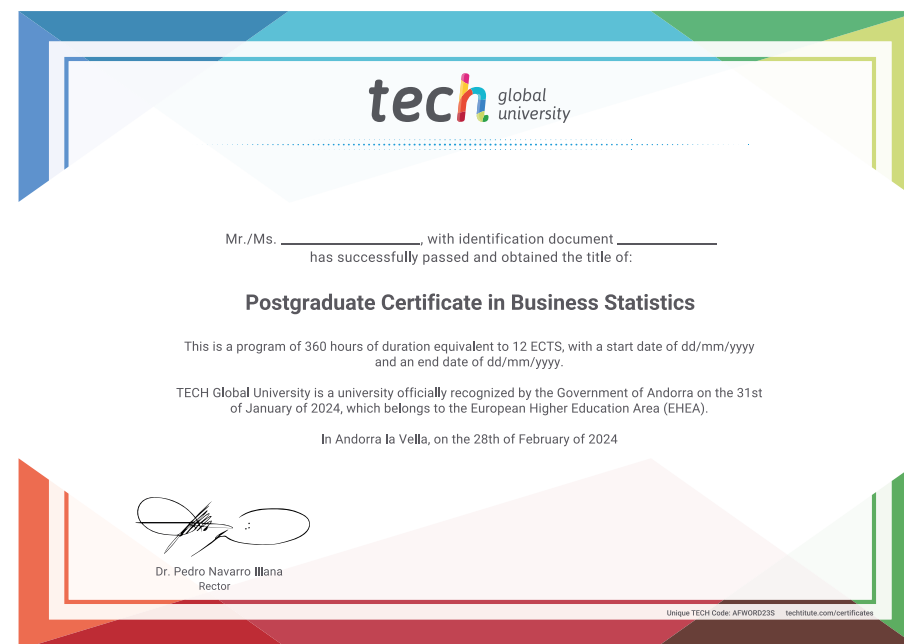 tech global university
Mr./Ms. ____________, with identification document ____________
has successfully passed and obtained the title of:
Postgraduate Certificate in Business Statistics
This is a program of 360 hours of duration equivalent to 12 ECTS, with a start date of dd/mm/yyyy
and an end date of dd/mm/yyyy.
TECH Global University is a university officially recognized by the Government of Andorra on the 31st
of January of 2024, which belongs to the European Higher Education Area (EHEA).
In Andorra la Vella, on the 28th of February of 2024
Dr. Pedro Navarro Illana
Rector
Unique TECH Code: AFWORD23S techtitute.com/certificates